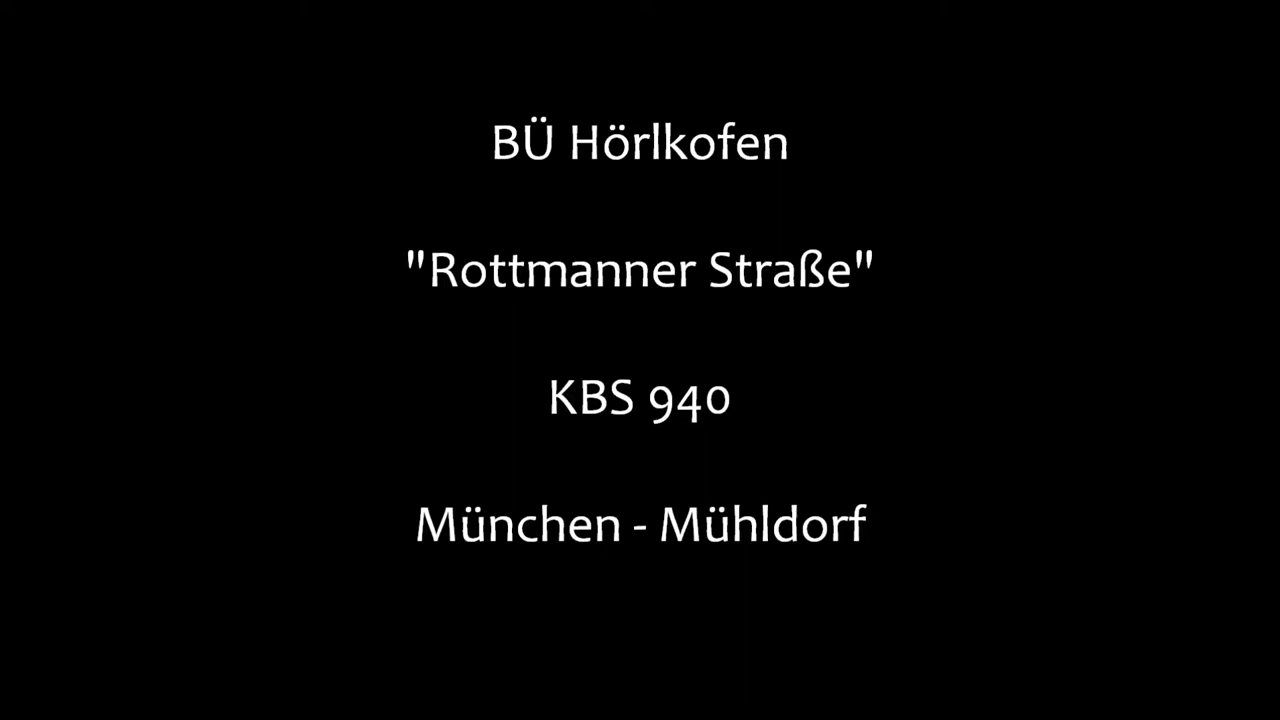 BÜ Hörlkofen
"Rottmanner Straße"
KBS 940
München - Mühldorf